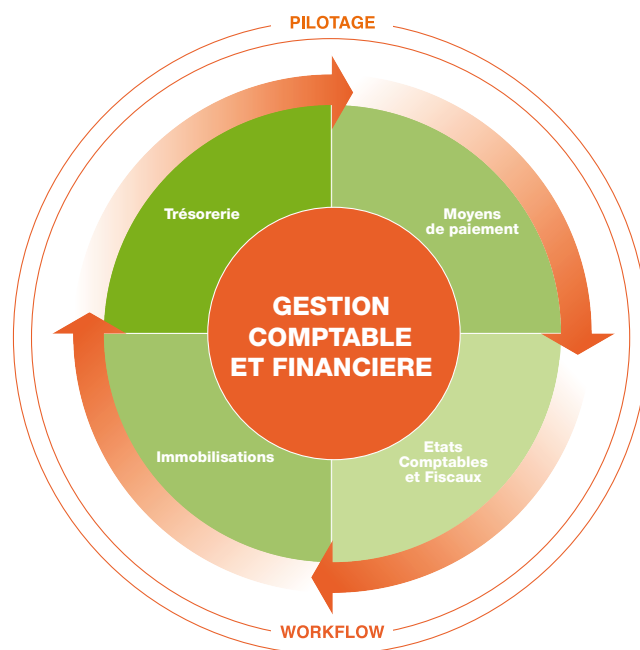 PILOTAGE
Trésorerie
Moyens
de paiement
GESTION
COMPTABLE
ET FINANCIERE
Immobilisations
Etats
Comptables
et Fiscaux
WORKFLOW